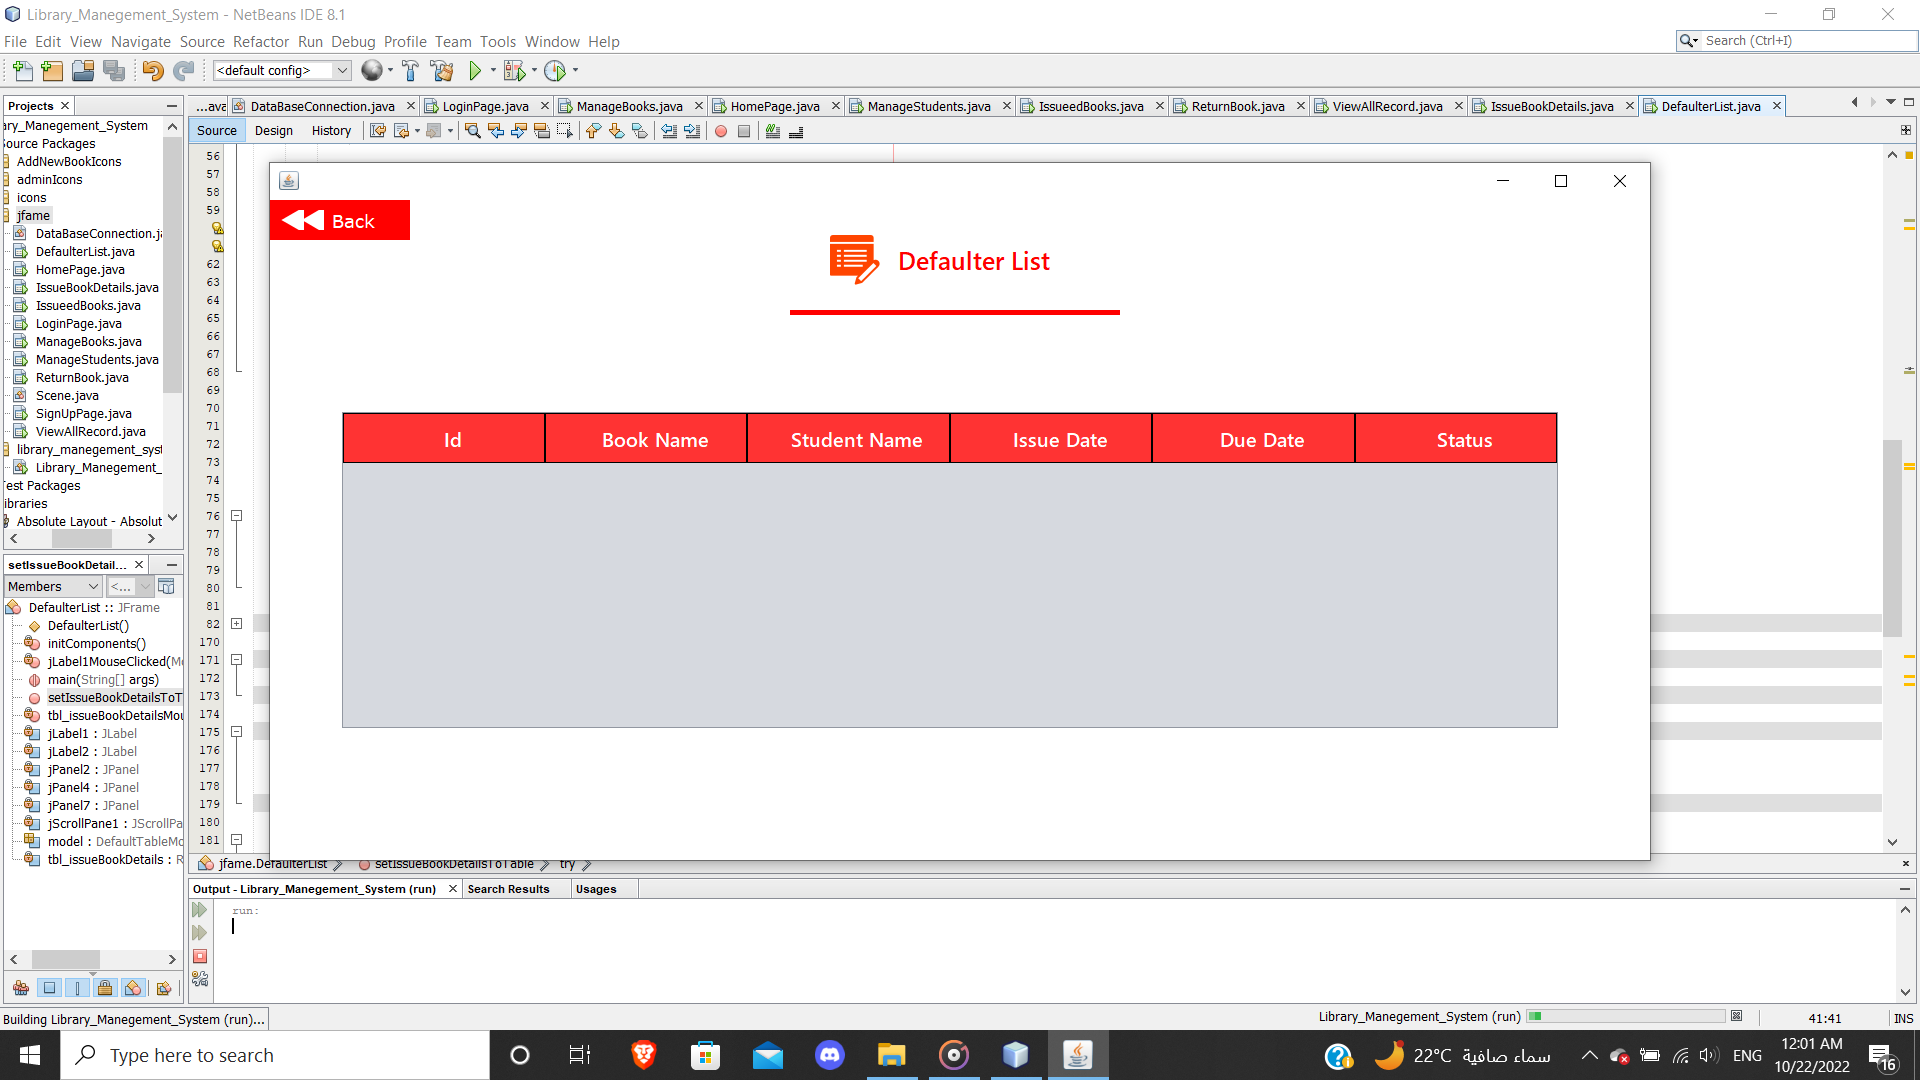 Library_Manegement_System - NetBeans IDE 8.1
File Edit View Navigate Source Refactor Run Debug Profile Team Tools Window Help
Search (Ctrl+I)
<default config>
Projects
...ava DataBaseConnection.java LoginPage.java ManageBooks.java HomePage.java ManageStudents.java IssueedBooks.java ReturnBook.java ViewAllRecord.java IssueBookDetails.java DefaulterList.java
Source Design History
ary_Manegement_System
Source Packages
AddNewBookIcons
adminIcons
icons
jfame
DataBaseConnection.ja
DefaulterList.java
HomePage.java
IssueBookDetails.java
IssueedBooks.java
LoginPage.java
ManageBooks.java
ManageStudents.java
ReturnBook.java
Scene.java
SignUpPage.java
ViewAllRecord.java
library_manegement_syst
Library_Manegement_
Test Packages
ibraries
Absolute Layout - Absolut
setIssueBookDetail...
Members
<...
DefaulterList :: JFrame
DefaulterList()
initComponents()
jLabel1MouseClicked(Mo
main(String[] args)
setIssueBookDetailsToT
tbl_issueBookDetailsMou
jLabel1 : JLabel
jLabel2 : JLabel
jPanel2 : JPanel
jPanel4 : JPanel
jPanel7 : JPanel
jScrollPane1 : JScrollPa
model : DefaultTableMo
tbl_issueBookDetails : R
56
57
58
59
62
63
64
65
66
67
68
69
70
71
72
73
74
75
76
77
78
79
80
81
82
170
171
172
173
174
175
176
177
178
179
180
181
Back
Defaulter List
Id Book Name Student Name Issue Date Due Date Status
jfame.DefaulterList setIssueBookDetailsToTable try
Output - Library_Manegement_System (run) Search Results Usages
run:
Building Library_Manegement_System (run)...
Library_Manegement_System (run)
41:41
INS
Type here to search
22°C سماء صافية
ENG
12:01 AM
10/22/2022
16